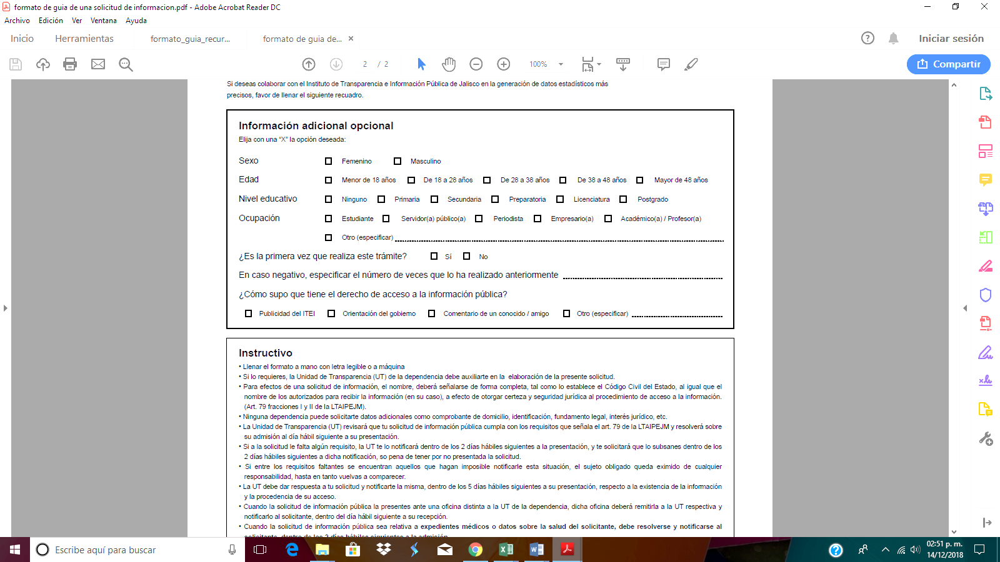 formato de guia de una solicitud de informacion.pdf - Adobe Acrobat Reader DC
Archivo Edición Ver Ventana Ayuda
Inicio Herramientas formato_guia_recur... formato de guia de... × Iniciar sesión
2 / 2 100% Compartir
Si deseas colaborar con el Instituto de Transparencia e Información Pública de Jalisco en la generación de datos estadísticos más
precisos, favor de llenar el siguiente recuadro.
Información adicional opcional
Elija con una “X” la opción deseada:
Sexo Femenino Masculino
Edad Menor de 18 años De 18 a 28 años De 28 a 38 años De 38 a 48 años Mayor de 48 años
Nivel educativo Ninguno Primaria Secundaria Preparatoria Licenciatura Postgrado
Ocupación Estudiante Servidor(a) público(a) Periodista Empresario(a) Académico(a) / Profesor(a)
Otro (especificar)
¿Es la primera vez que realiza este trámite? Sí No
En caso negativo, especificar el número de veces que lo ha realizado anteriormente
¿Cómo supo que tiene el derecho de acceso a la información pública?
Publicidad del ITEI Orientación del gobierno Comentario de un conocido / amigo Otro (especificar)
Instructivo
• Llenar el formato a mano con letra legible o a máquina
• Si lo requieres, la Unidad de Transparencia (UT) de la dependencia debe auxiliarte en la elaboración de la presente solicitud.
• Para efectos de una solicitud de información, el nombre, deberá señalarse de forma completa, tal como lo establece el Código Civil del Estado, al igual que el
nombre de los autorizados para recibir la información (en su caso), a efecto de otorgar certeza y seguridad jurídica al procedimiento de acceso a la información.
(Art. 79 fracciones I y II de la LTAIPEJM).
• Ninguna dependencia puede solicitarte datos adicionales como comprobante de domicilio, identificación, fundamento legal, interés jurídico, etc.
• La Unidad de Transparencia (UT) revisará que tu solicitud de información pública cumpla con los requisitos que señala el art. 79 de la LTAIPEJM y resolverá sobre
su admisión al día hábil siguiente a su presentación.
• Si a la solicitud le falta algún requisito, la UT te lo notificará dentro de los 2 días hábiles siguientes a la presentación, y te solicitará que lo subsanes dentro de los
2 días hábiles siguientes a dicha notificación, so pena de tener por no presentada la solicitud.
• Si entre los requisitos faltantes se encuentran aquellos que hagan imposible notificarle esta situación, el sujeto obligado queda eximido de cualquier
responsabilidad, hasta en tanto vuelvas a comparecer.
• La UT debe dar respuesta a tu solicitud y notificarte la misma, dentro de los 5 días hábiles siguientes a su presentación, respecto a la existencia de la información
y la procedencia de su acceso.
• Cuando la solicitud de información pública la presentes ante una oficina distinta a la UT de la dependencia, dicha oficina deberá remitirla a la UT respectiva y
notificarlo al solicitante, dentro del día hábil siguiente a su recepción.
• Cuando la solicitud de información pública sea relativa a expedientes médicos o datos sobre la salud del solicitante, debe resolverse y notificarse al
solicitante, dentro de los 2 días hábiles siguientes a la admisión
Escribe aquí para buscar
02:51 p. m.
14/12/2018